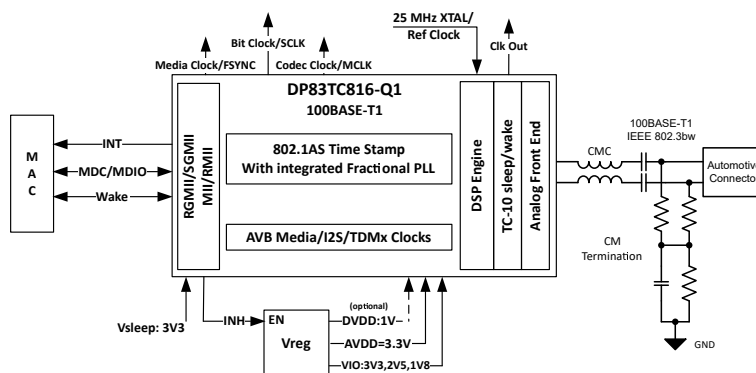 25 MHz XTAL/
Ref Clock
Clk Out
Bit Clock/SCLK
Media Clock/FSYNC
Codec Clock/MCLK
DP83TC816-Q1
100BASE-T1
MAC
INT
MDC/MDIO
Wake
RGMII/SGMII
MII/RMII
802.1AS Time Stamp
With integrated Fractional PLL
AVB Media/I2S/TDMx Clocks
DSP Engine
TC-10 sleep/wake
Analog Front End
CMC
100BASE-T1
IEEE 802.3bw
Automotive
Connector
CM
Termination
GND
Vsleep: 3V3
INH
EN
Vreg
(optional)
DVDD:1V
AVDD=3.3V
VIO:3V3,2V5,1V8